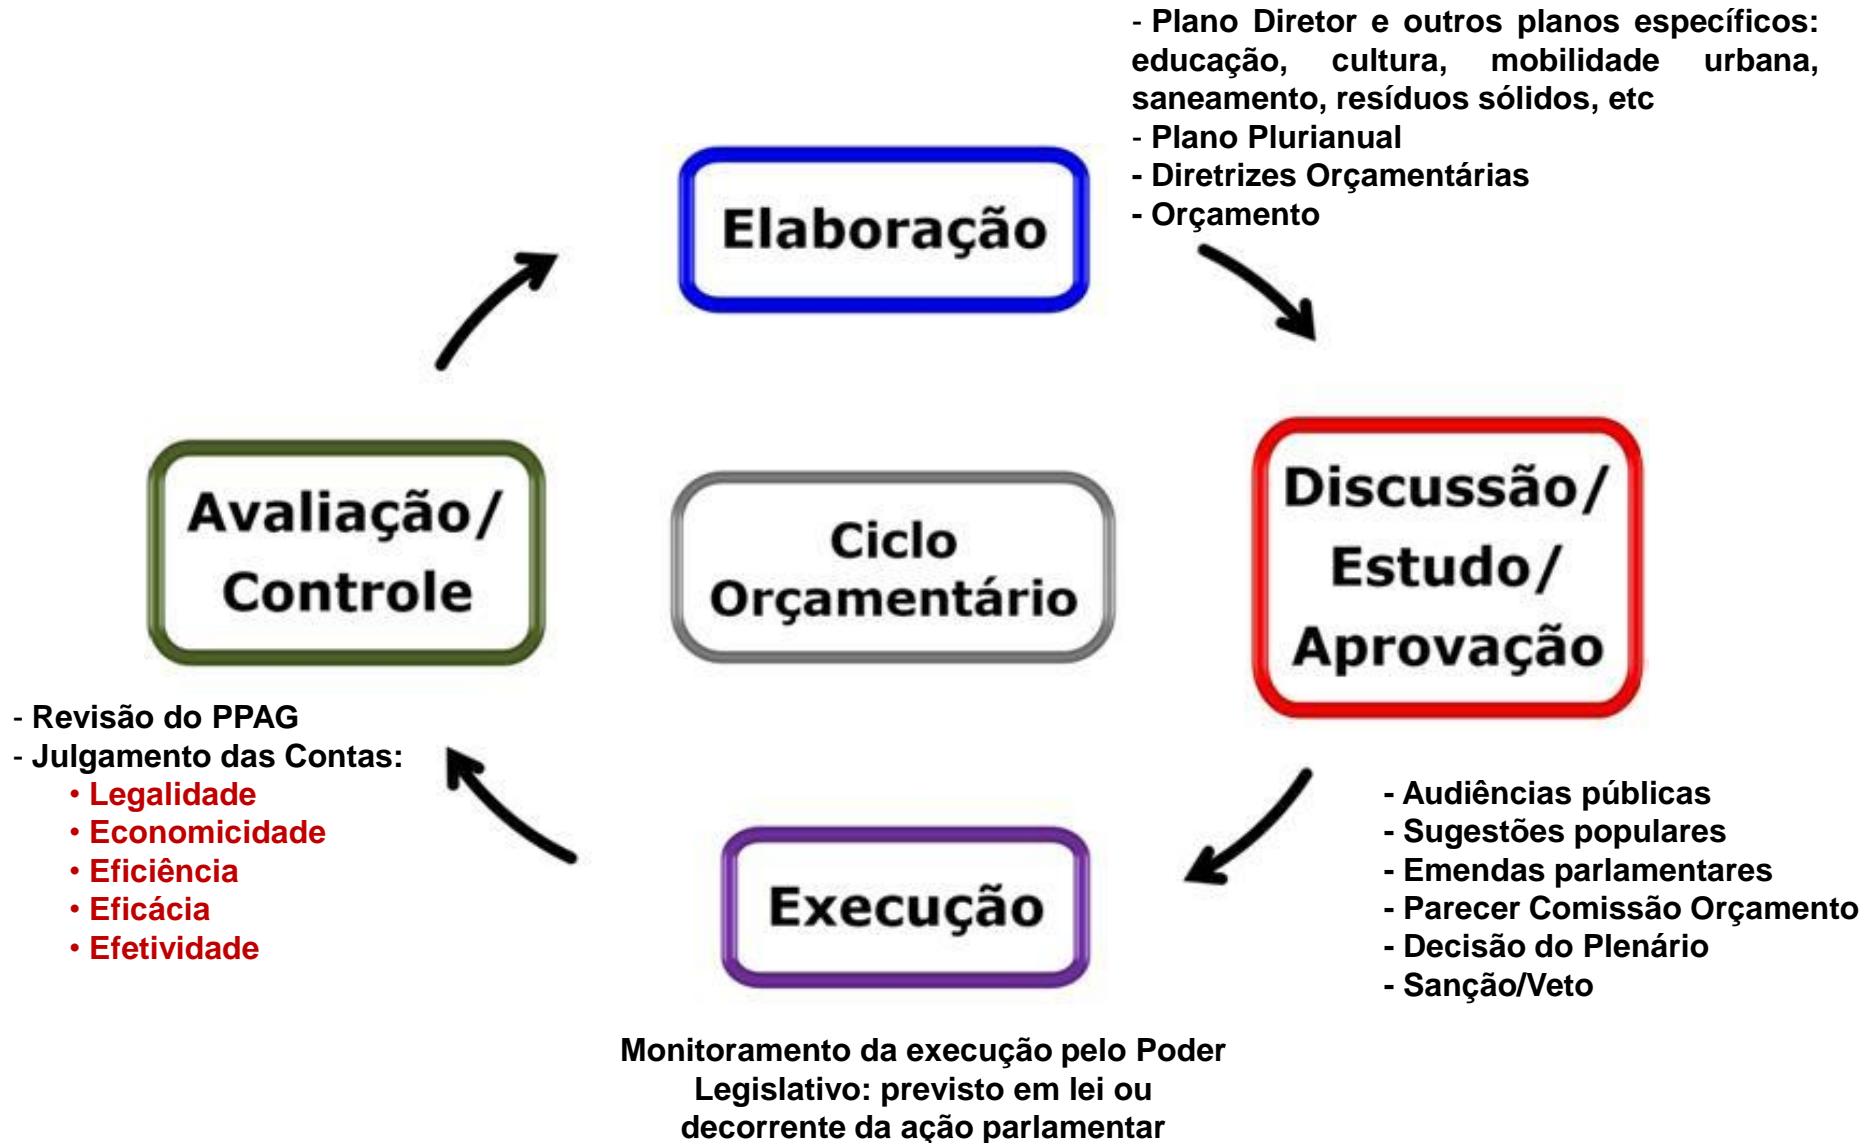 - Plano Diretor e outros planos específicos:
educação, cultura, mobilidade urbana,
saneamento, resíduos sólidos, etc
- Plano Plurianual
- Diretrizes Orçamentárias
- Orçamento
Elaboração
Discussão/
Estudo/
Aprovação
Ciclo
Orçamentário
Avaliação/
Controle
- Revisão do PPAG
- Julgamento das Contas:
• Legalidade
• Economicidade
• Eficiência
• Eficácia
• Efetividade
- Audiências públicas
- Sugestões populares
- Emendas parlamentares
- Parecer Comissão Orçamento
- Decisão do Plenário
- Sanção/Veto
Execução
Monitoramento da execução pelo Poder
Legislativo: previsto em lei ou
decorrente da ação parlamentar